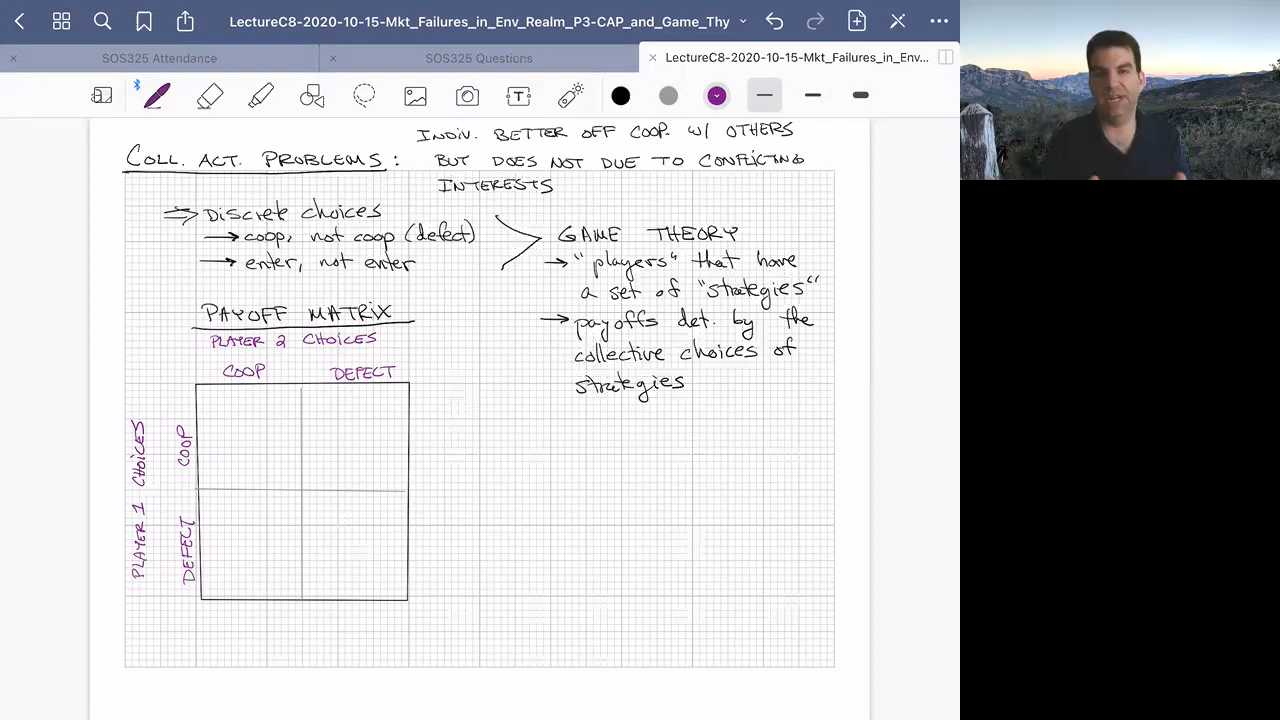 LectureC8-2020-10-15-Mkt_Failures_in_Env_Realm_P3-CAP_and_Game_Thy
SOS325 Attendance
SOS325 Questions
LectureC8-2020-10-15-Mkt_Failures_in_Env...
INDIV. BETTER OFF COOP. W/ OTHERS
COLL. ACT. PROBLEMS: BUT DOES NOT DUE TO CONFLICTING
INTERESTS
⇒ Discrete choices
→ coop, not coop (defect)
→ enter, not enter
GAME THEORY
→ "players" that have
a set of "strategies"
→ payoffs det. by the
collective choices of
strategies
PAYOFF MATRIX
PLAYER 2 CHOICES
COOP DEFECT
PLAYER 1 CHOICES
COOP
DEFECT